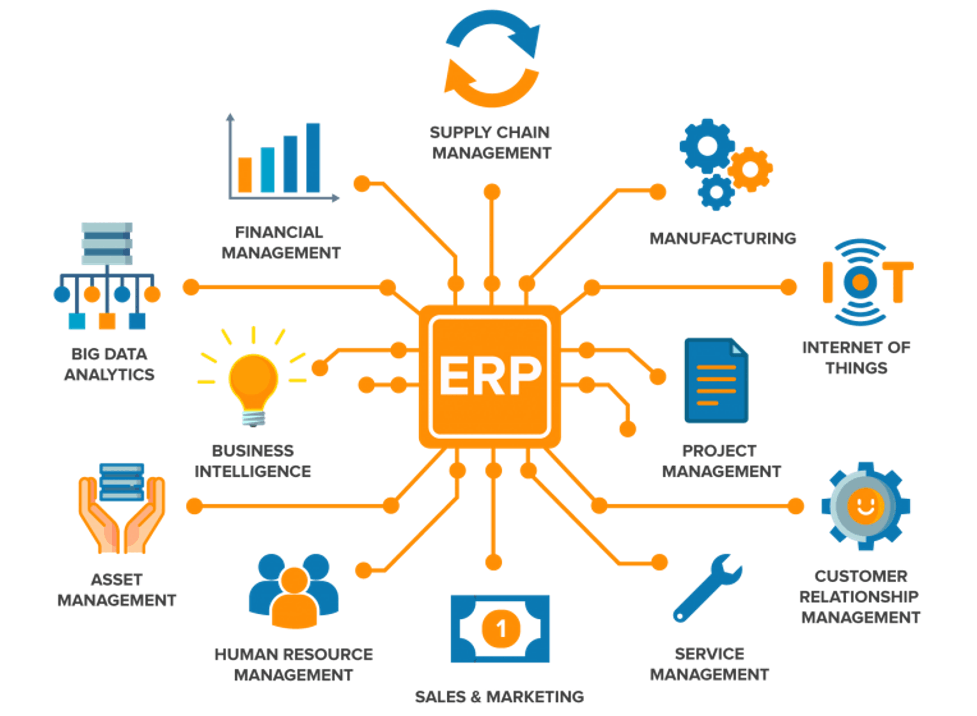 SUPPLY CHAIN
MANAGEMENT
FINANCIAL
MANAGEMENT
MANUFACTURING
BIG DATA
ANALYTICS
IOT
INTERNET OF
THINGS
ERP
BUSINESS
INTELLIGENCE
PROJECT
MANAGEMENT
ASSET
MANAGEMENT
CUSTOMER
RELATIONSHIP
MANAGEMENT
HUMAN RESOURCE
MANAGEMENT
1
SALES & MARKETING
SERVICE
MANAGEMENT